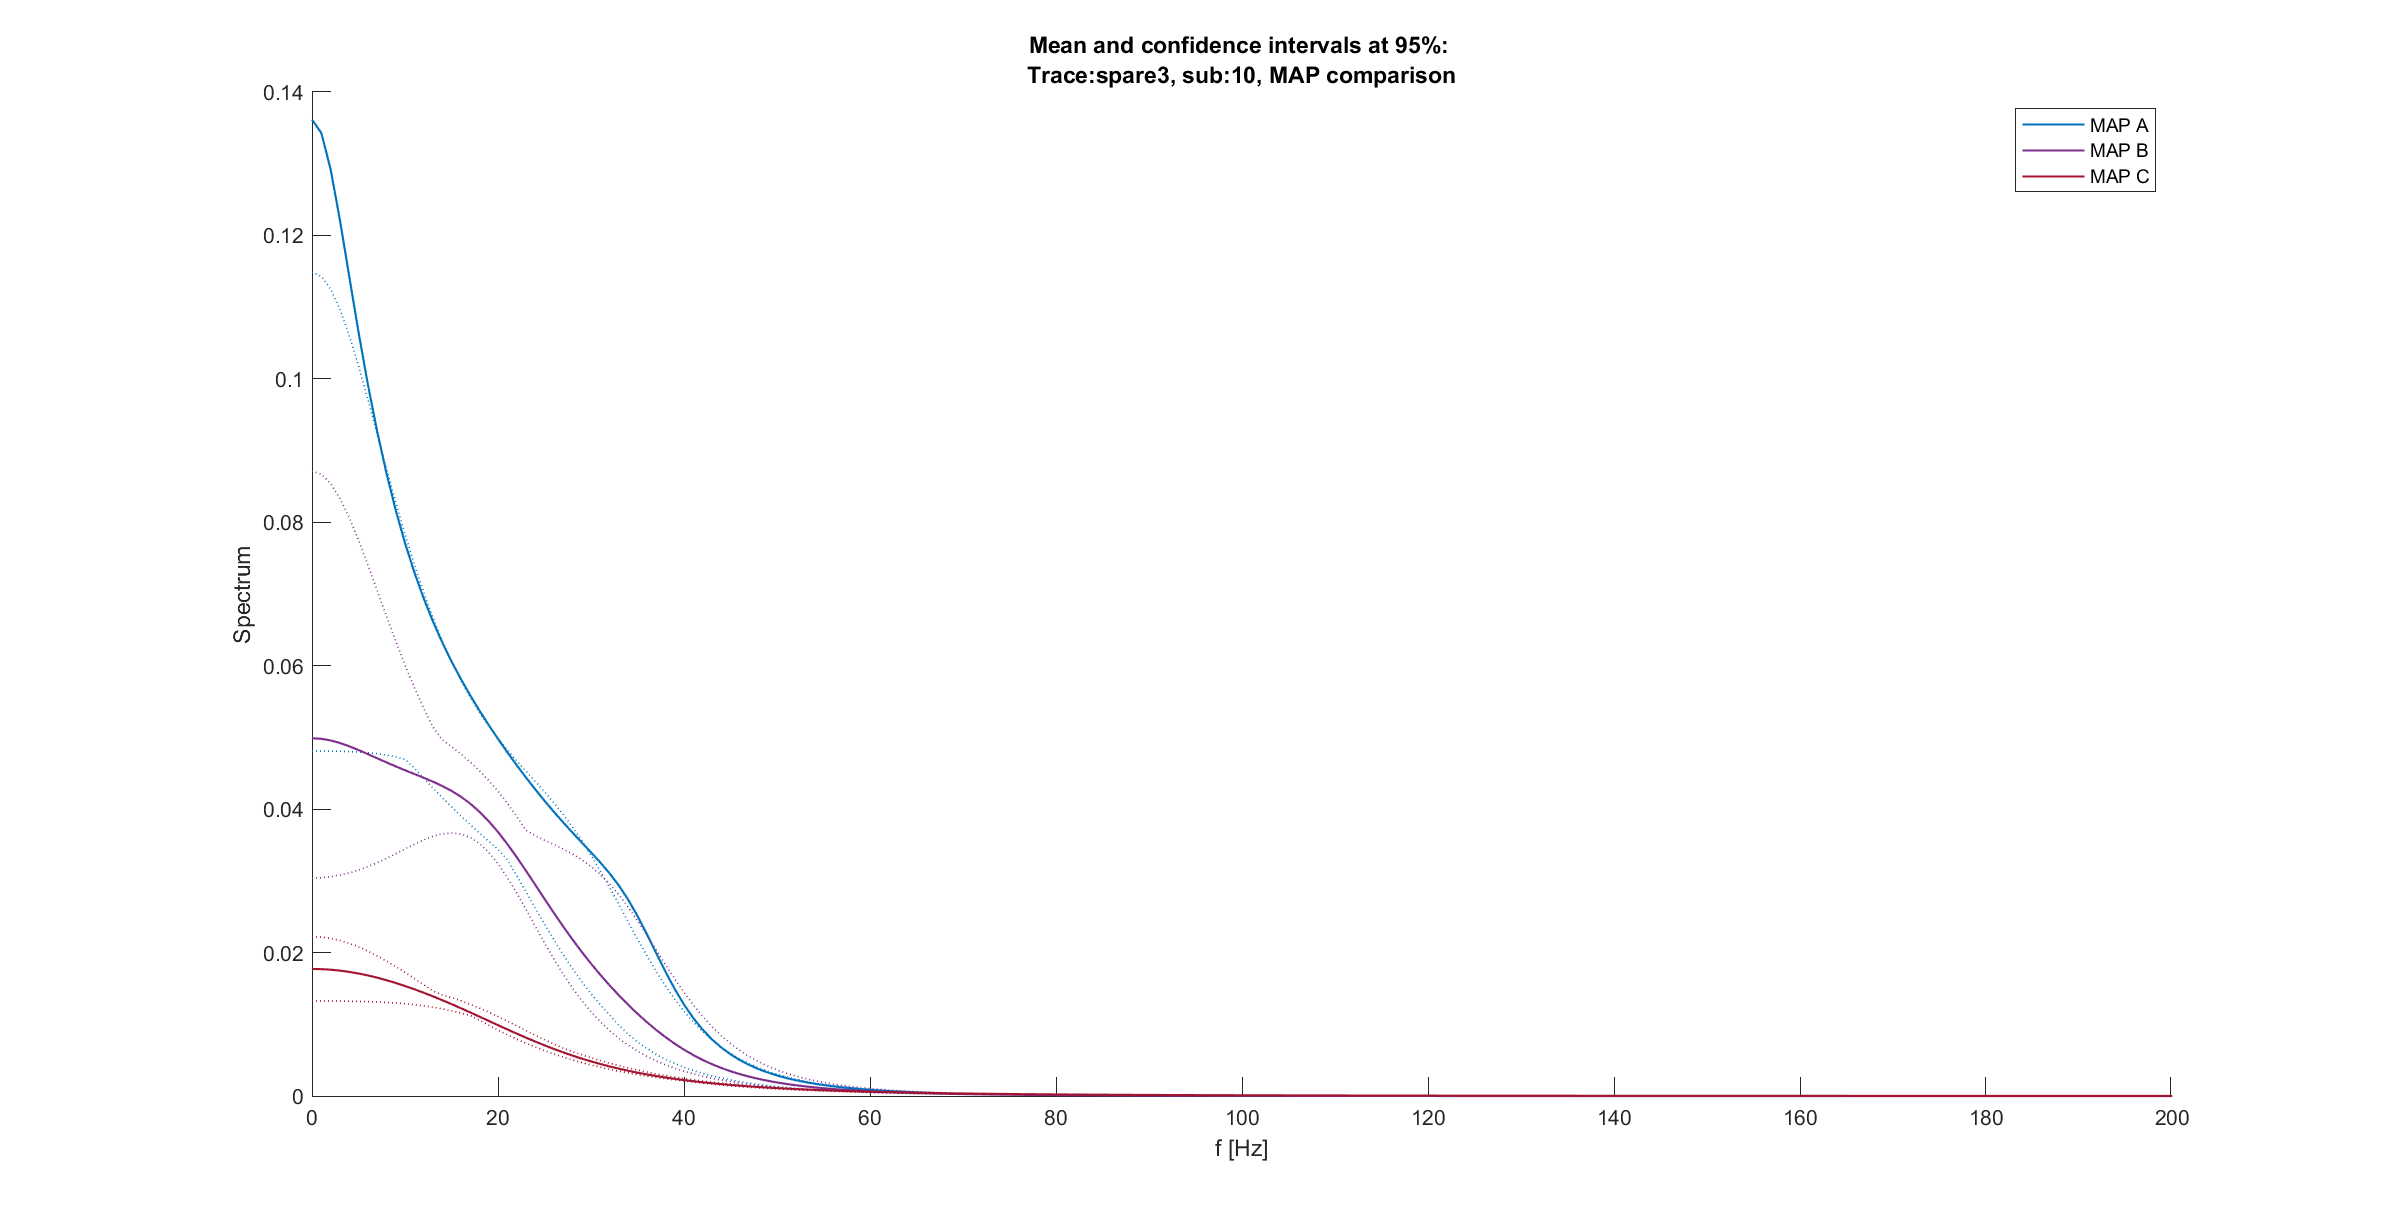 Mean and confidence intervals at 95%:
Trace:spare3, sub:10, MAP comparison
MAP A
MAP B
MAP C
Spectrum
0.14
0.12
0.1
0.08
0.06
0.04
0.02
0
0 20 40 60 80 100 120 140 160 180 200
f [Hz]